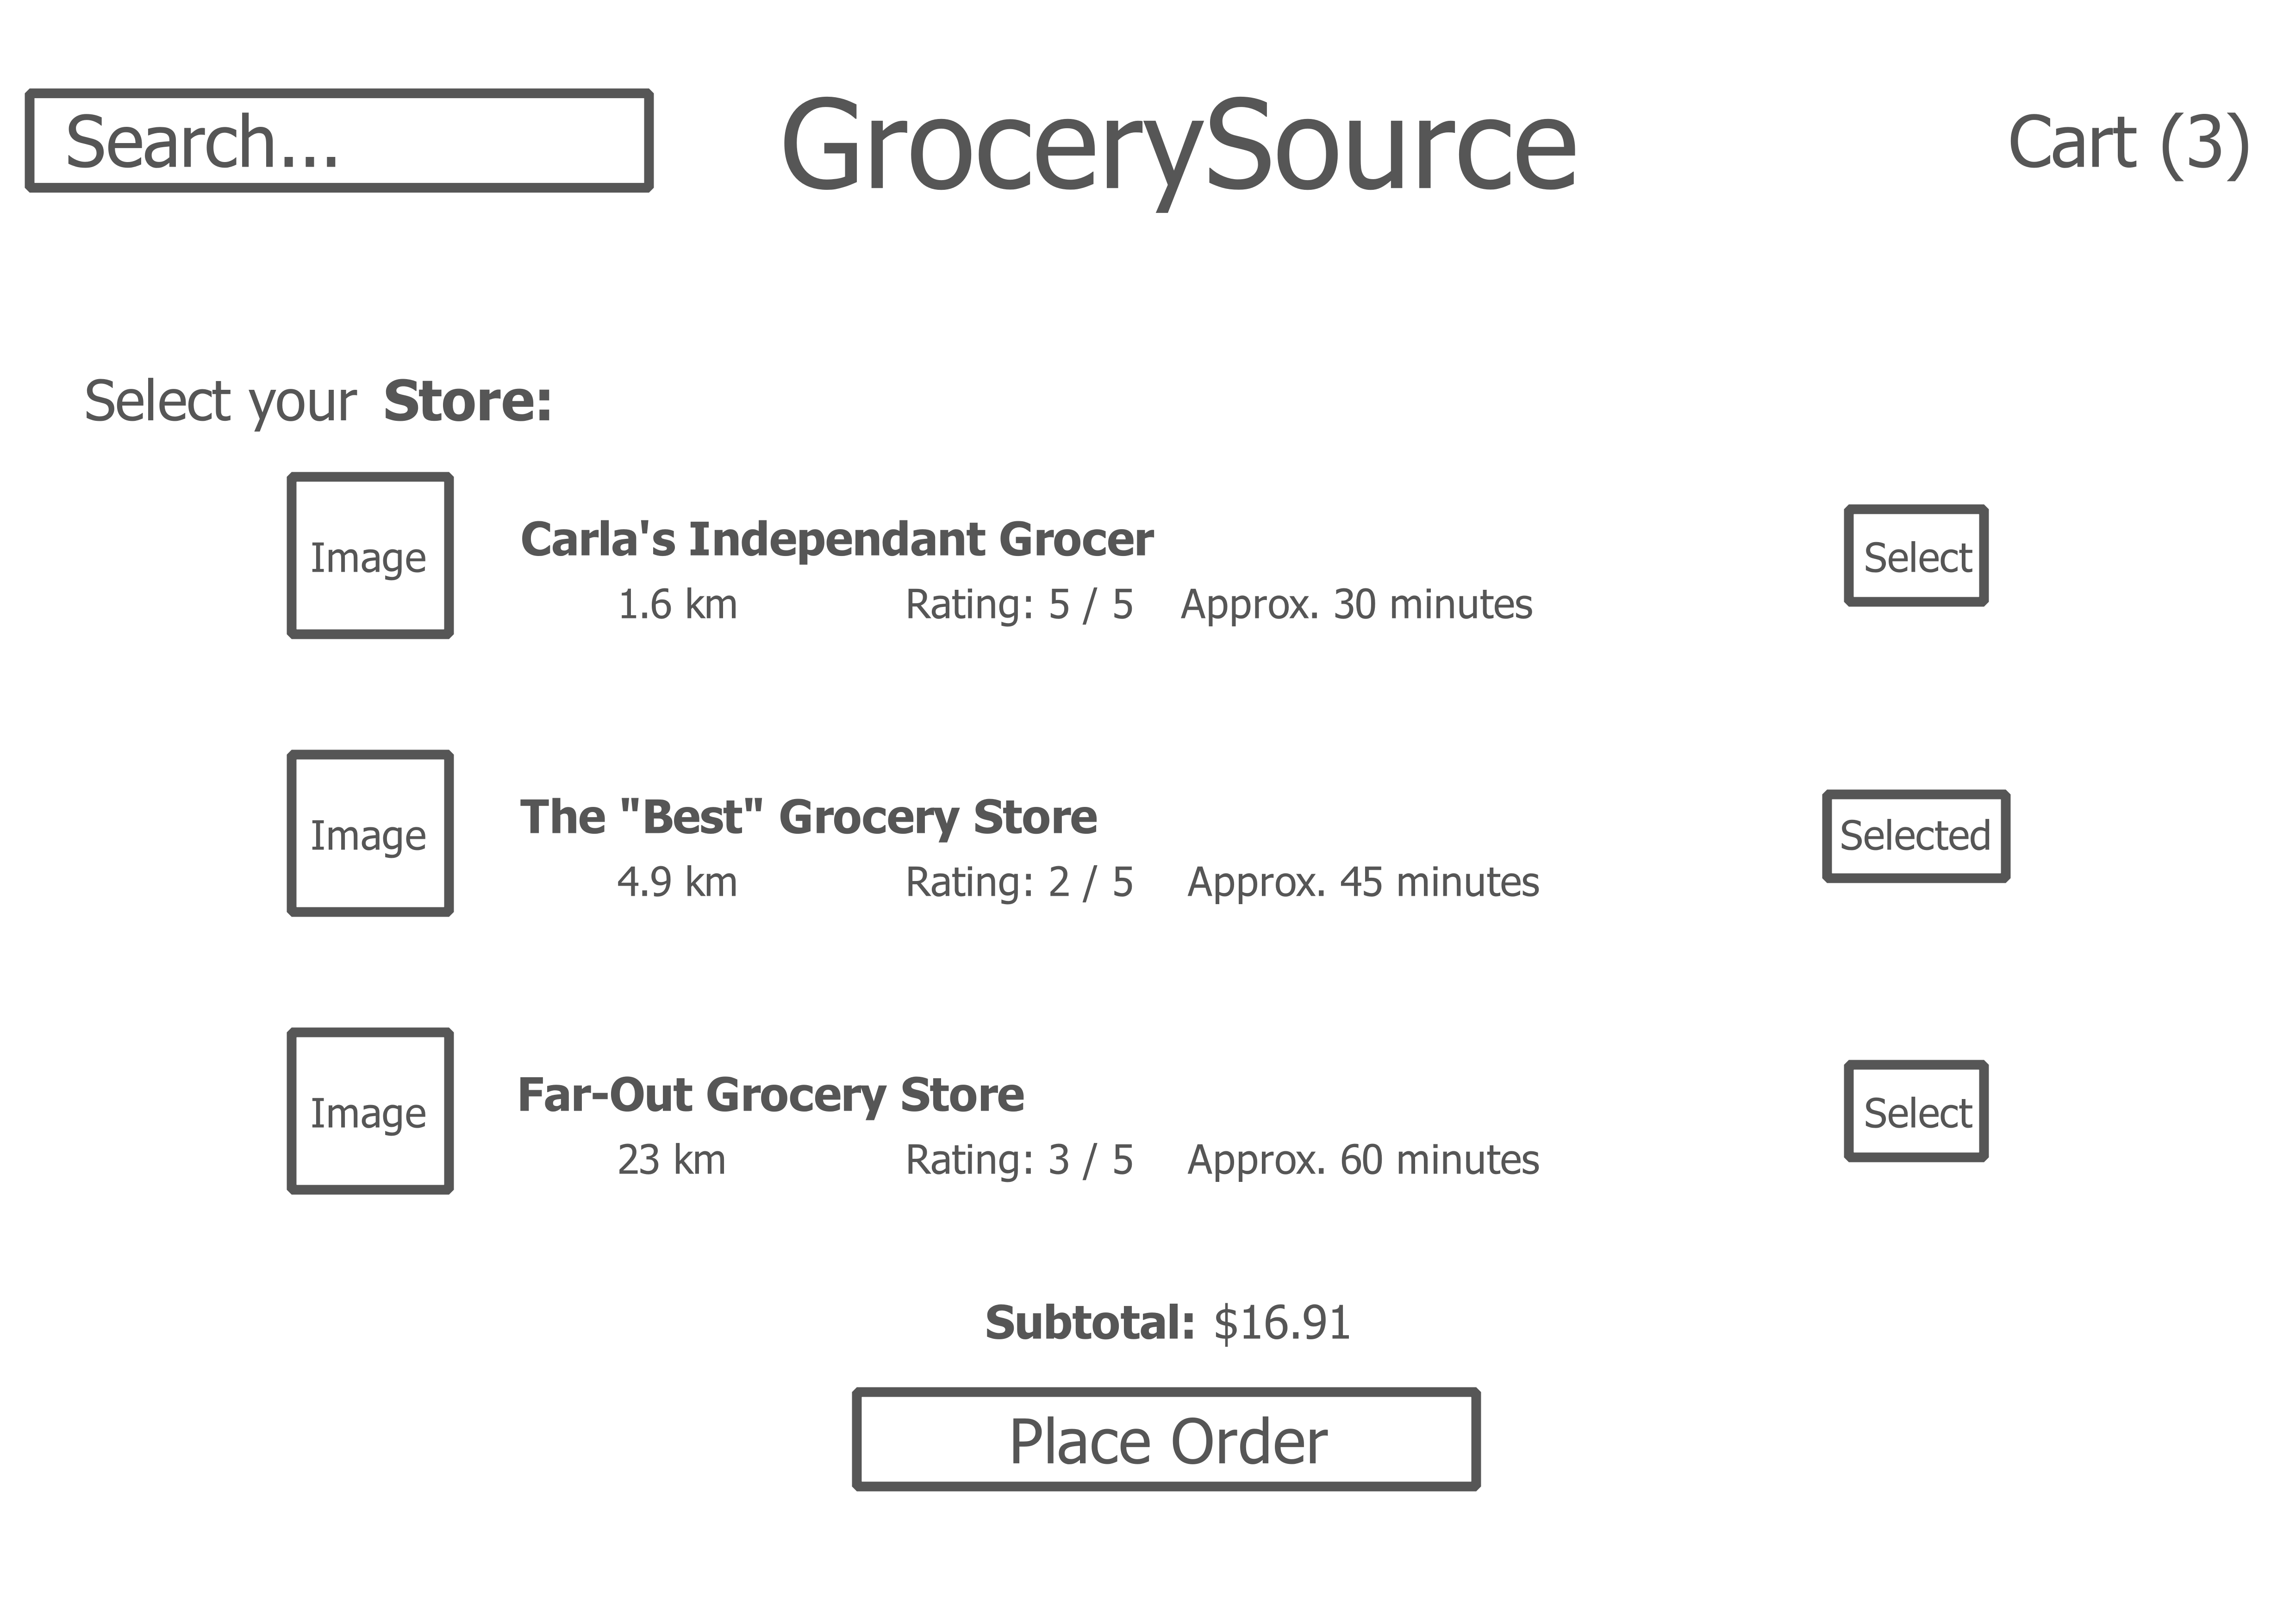 Search...
GrocerySource
Cart (3)
Select your Store:
Image
Carla's Independant Grocer
1.6 km Rating: 5 / 5 Approx. 30 minutes
Select
Image
The "Best" Grocery Store
4.9 km Rating: 2 / 5 Approx. 45 minutes
Selected
Image
Far-Out Grocery Store
23 km Rating: 3 / 5 Approx. 60 minutes
Select
Subtotal: $16.91
Place Order